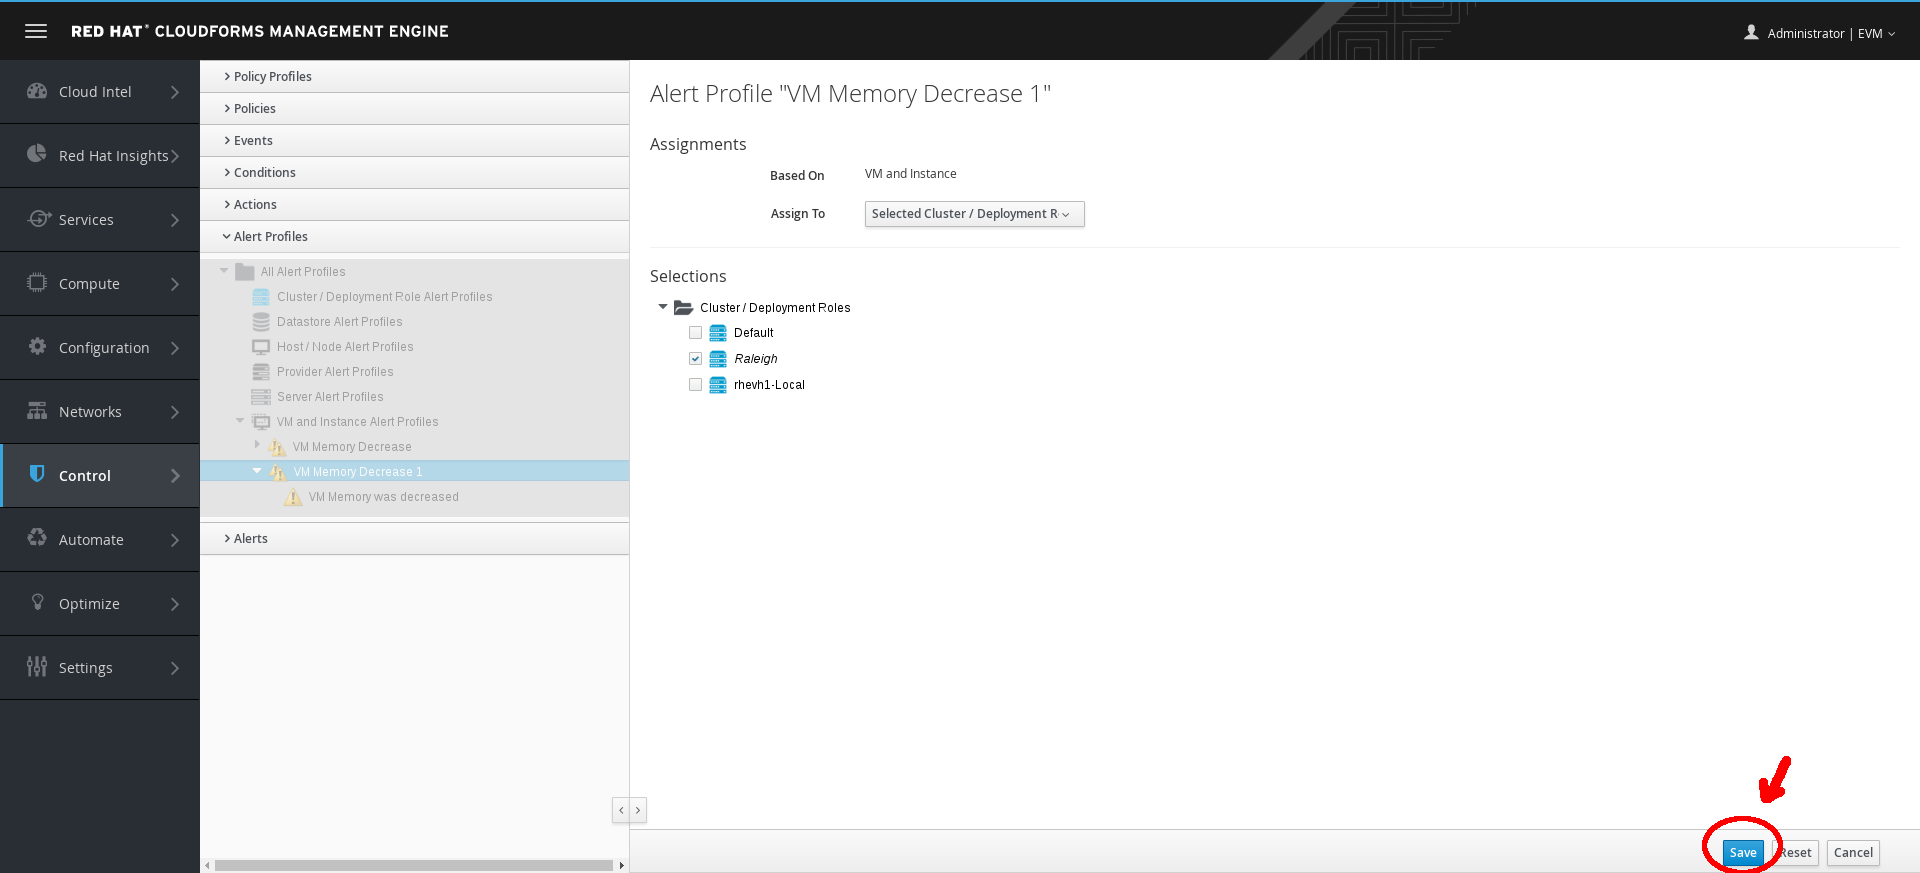 RED HAT® CLOUDFORMS MANAGEMENT ENGINE
Administrator | EVM
Cloud Intel
Red Hat Insights
Services
Compute
Configuration
Networks
Control
Automate
Optimize
Settings
Policy Profiles
Policies
Events
Conditions
Actions
Alert Profiles
All Alert Profiles
Cluster / Deployment Role Alert Profiles
Datastore Alert Profiles
Host / Node Alert Profiles
Provider Alert Profiles
Server Alert Profiles
VM and Instance Alert Profiles
VM Memory Decrease
VM Memory Decrease 1
VM Memory was decreased
Alerts
Alert Profile "VM Memory Decrease 1"
Assignments
Based On VM and Instance
Assign To Selected Cluster / Deployment R
Selections
Cluster / Deployment Roles
Default
Raleigh
rhevh1-Local
Save Reset Cancel